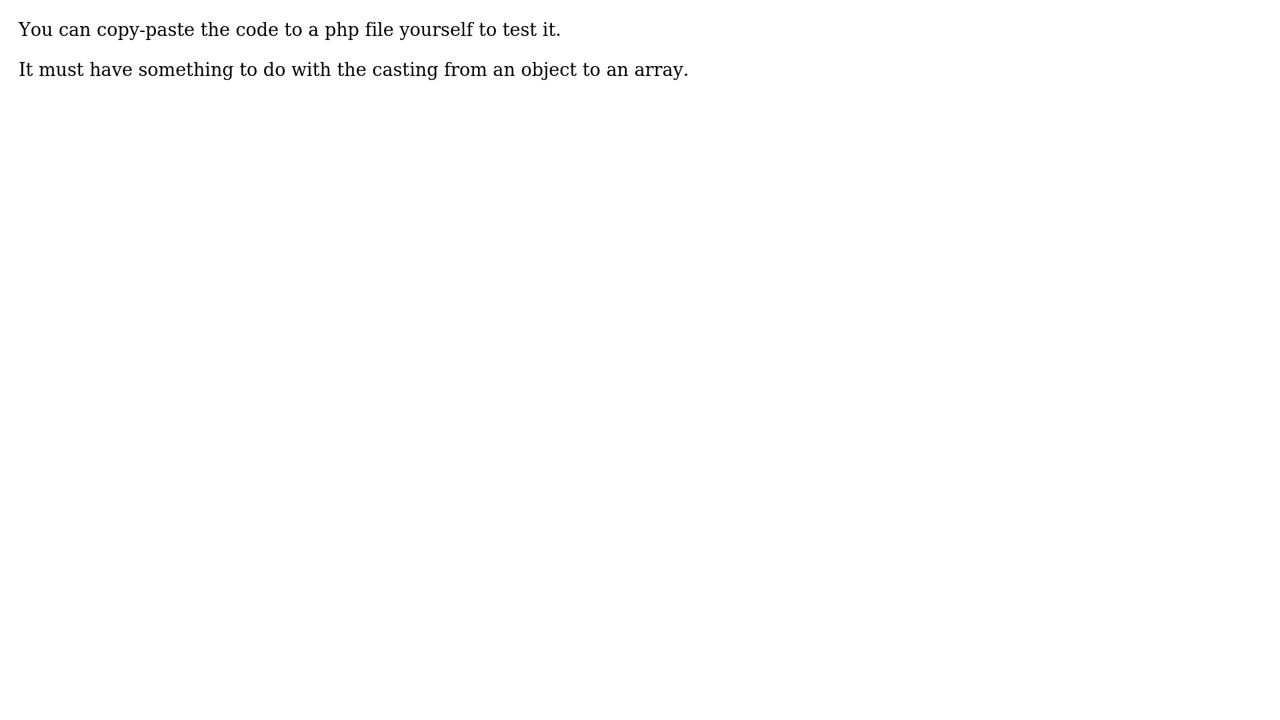 You can copy-paste the code to a php file yourself to test it.
It must have something to do with the casting from an object to an array.